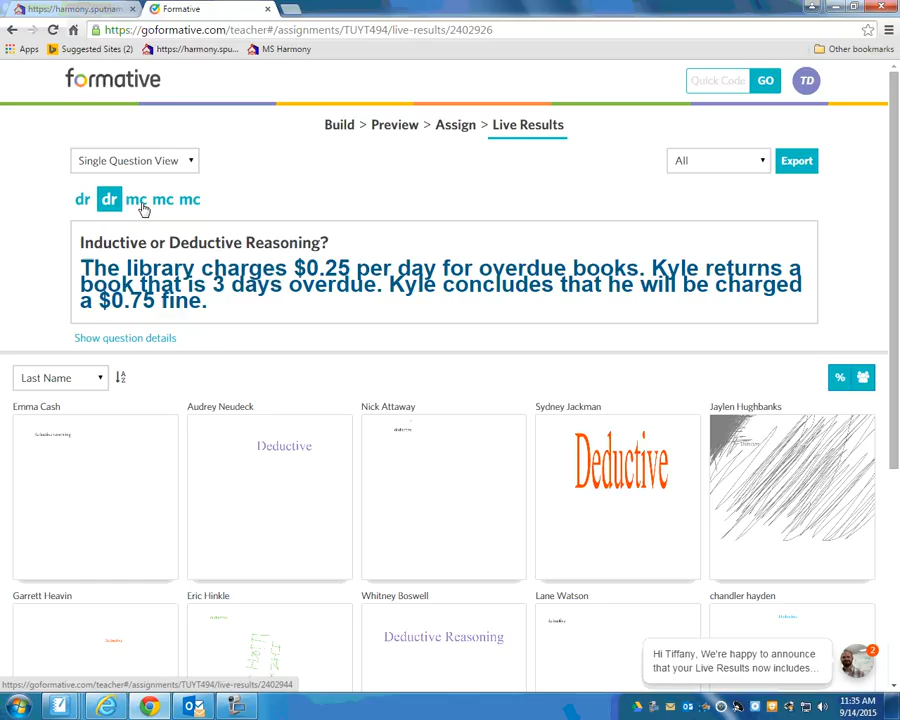 https://harmony.sputnam
Formative
https://goformative.com/teacher#/assignments/TUYT494/live-results/2402926
Apps
Suggested Sites (2)
https://harmony.spu...
MS Harmony
Other bookmarks
formative
Quick Code
GO
TD
Build > Preview > Assign > Live Results
Single Question View
All
Export
dr dr mc mc mc
Inductive or Deductive Reasoning?
The library charges $0.25 per day for overdue books. Kyle returns a
book that is 3 days overdue. Kyle concludes that he will be charged
a $0.75 fine.
Show question details
Last Name
%
Emma Cash
Audrey Neudeck
Nick Attaway
Sydney Jackman
Jaylen Hughbanks
Deductive
Deductive
Garrett Heavin
Eric Hinkle
Whitney Boswell
Lane Watson
chandler hayden
Deductive Reasoning
Hi Tiffany, We're happy to announce
that your Live Results now includes...
2
https://goformative.com/teacher#/assignments/TUYT494/live-results/2402944
11:35 AM
9/14/2015